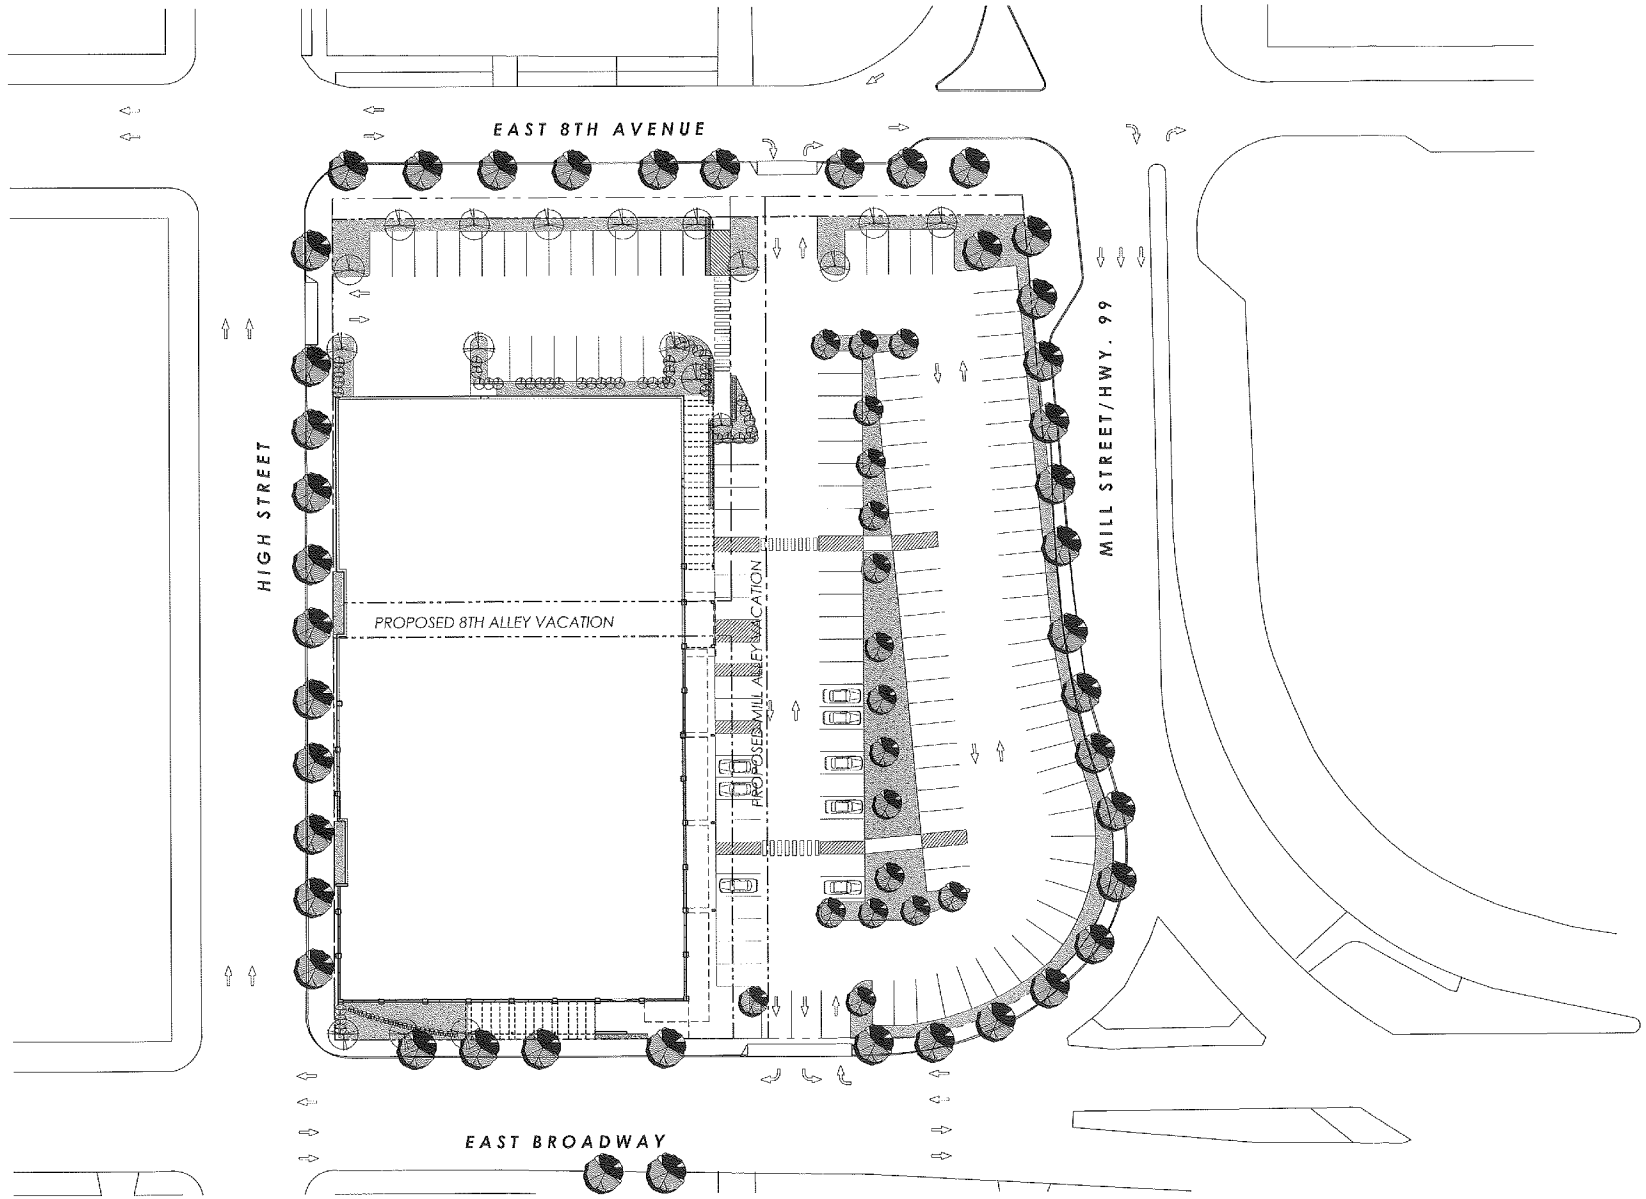 EAST 8TH AVENUE
HIGH STREET
MILL STREET/HWY. 99
PROPOSED 8TH ALLEY VACATION
PROPOSED MILL ALLEY VACATION
EAST BROADWAY